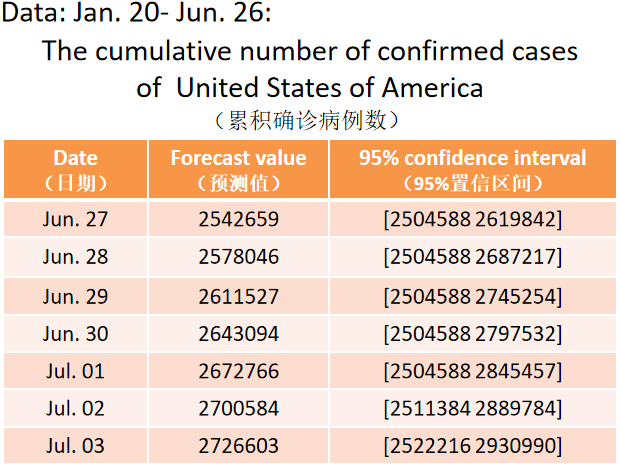 Data: Jan. 20- Jun. 26:
The cumulative number of confirmed cases
of United States of America
（累积确诊病例数）
Date Forecast value 95% confidence interval
（日期） （预测值） （95%置信区间）
Jun. 27 2542659 [2504588 2619842]
Jun. 28 2578046 [2504588 2687217]
Jun. 29 2611527 [2504588 2745254]
Jun. 30 2643094 [2504588 2797532]
Jul. 01 2672766 [2504588 2845457]
Jul. 02 2700584 [2511384 2889784]
Jul. 03 2726603 [2522216 2930990]